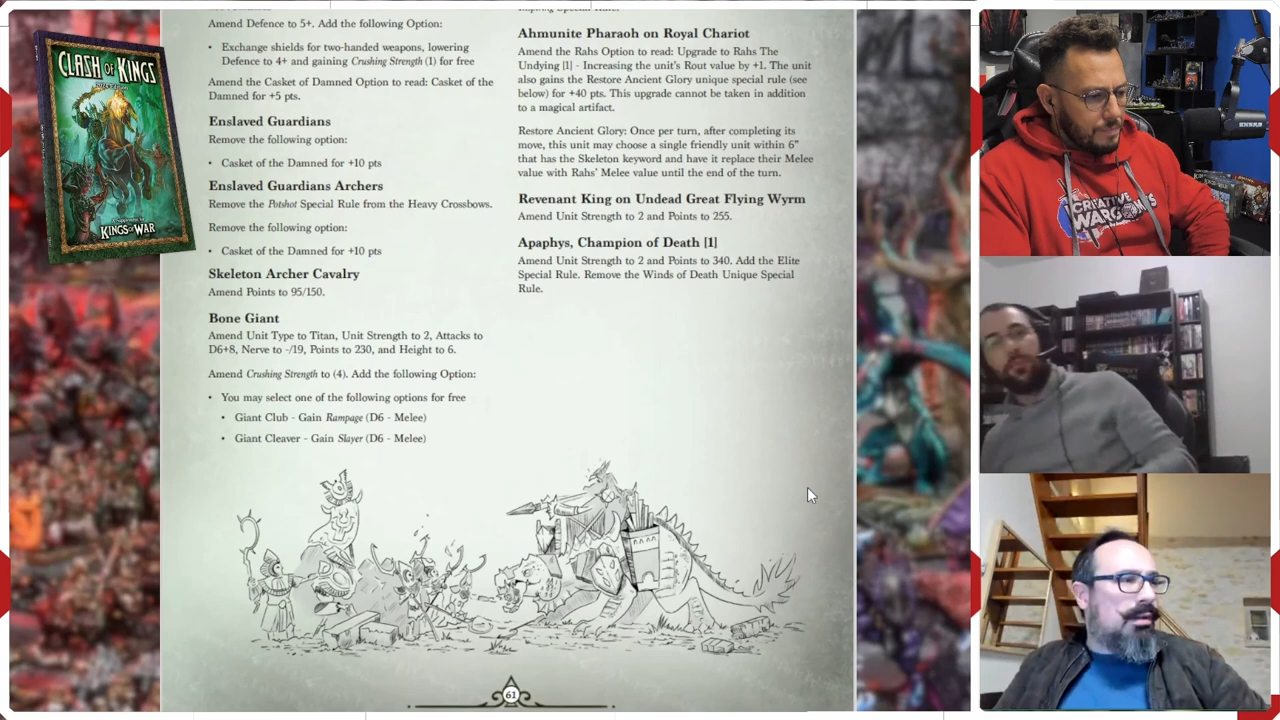 CLASH OF KINGS
A Supplement to
KINGS OF WAR
Amend Defence to 5+. Add the following Option:
• Exchange shields for two-handed weapons, lowering
Defence to 4+ and gaining Crushing Strength (1) for free
Amend the Casket of Damned Option to read: Casket of the
Damned for +5 pts.
Enslaved Guardians
Remove the following option:
• Casket of the Damned for +10 pts
Enslaved Guardians Archers
Remove the Potshot Special Rule from the Heavy Crossbows.
Remove the following option:
• Casket of the Damned for +10 pts
Skeleton Archer Cavalry
Amend Points to 95/150.
Bone Giant
Amend Unit Type to Titan, Unit Strength to 2, Attacks to
D6+8, Nerve to -/19, Points to 230, and Height to 6.
Amend Crushing Strength to (4). Add the following Option:
• You may select one of the following options for free
• Giant Club - Gain Rampage (D6 - Melee)
• Giant Cleaver - Gain Slayer (D6 - Melee)
Ahmunite Pharaoh on Royal Chariot
Amend the Rahs Option to read: Upgrade to Rahs The
Undying [1] - Increasing the unit's Rout value by +1. The unit
also gains the Restore Ancient Glory unique special rule (see
below) for +40 pts. This upgrade cannot be taken in addition
to a magical artifact.
Restore Ancient Glory: Once per turn, after completing its
move, this unit may choose a single friendly unit within 6"
that has the Skeleton keyword and have it replace their Melee
value with Rahs' Melee value until the end of the turn.
Revenant King on Undead Great Flying Wyrm
Amend Unit Strength to 2 and Points to 255.
Apaphys, Champion of Death [1]
Amend Unit Strength to 2 and Points to 340. Add the Elite
Special Rule. Remove the Winds of Death Unique Special
Rule.
61
CREATIVE
WARGAMES